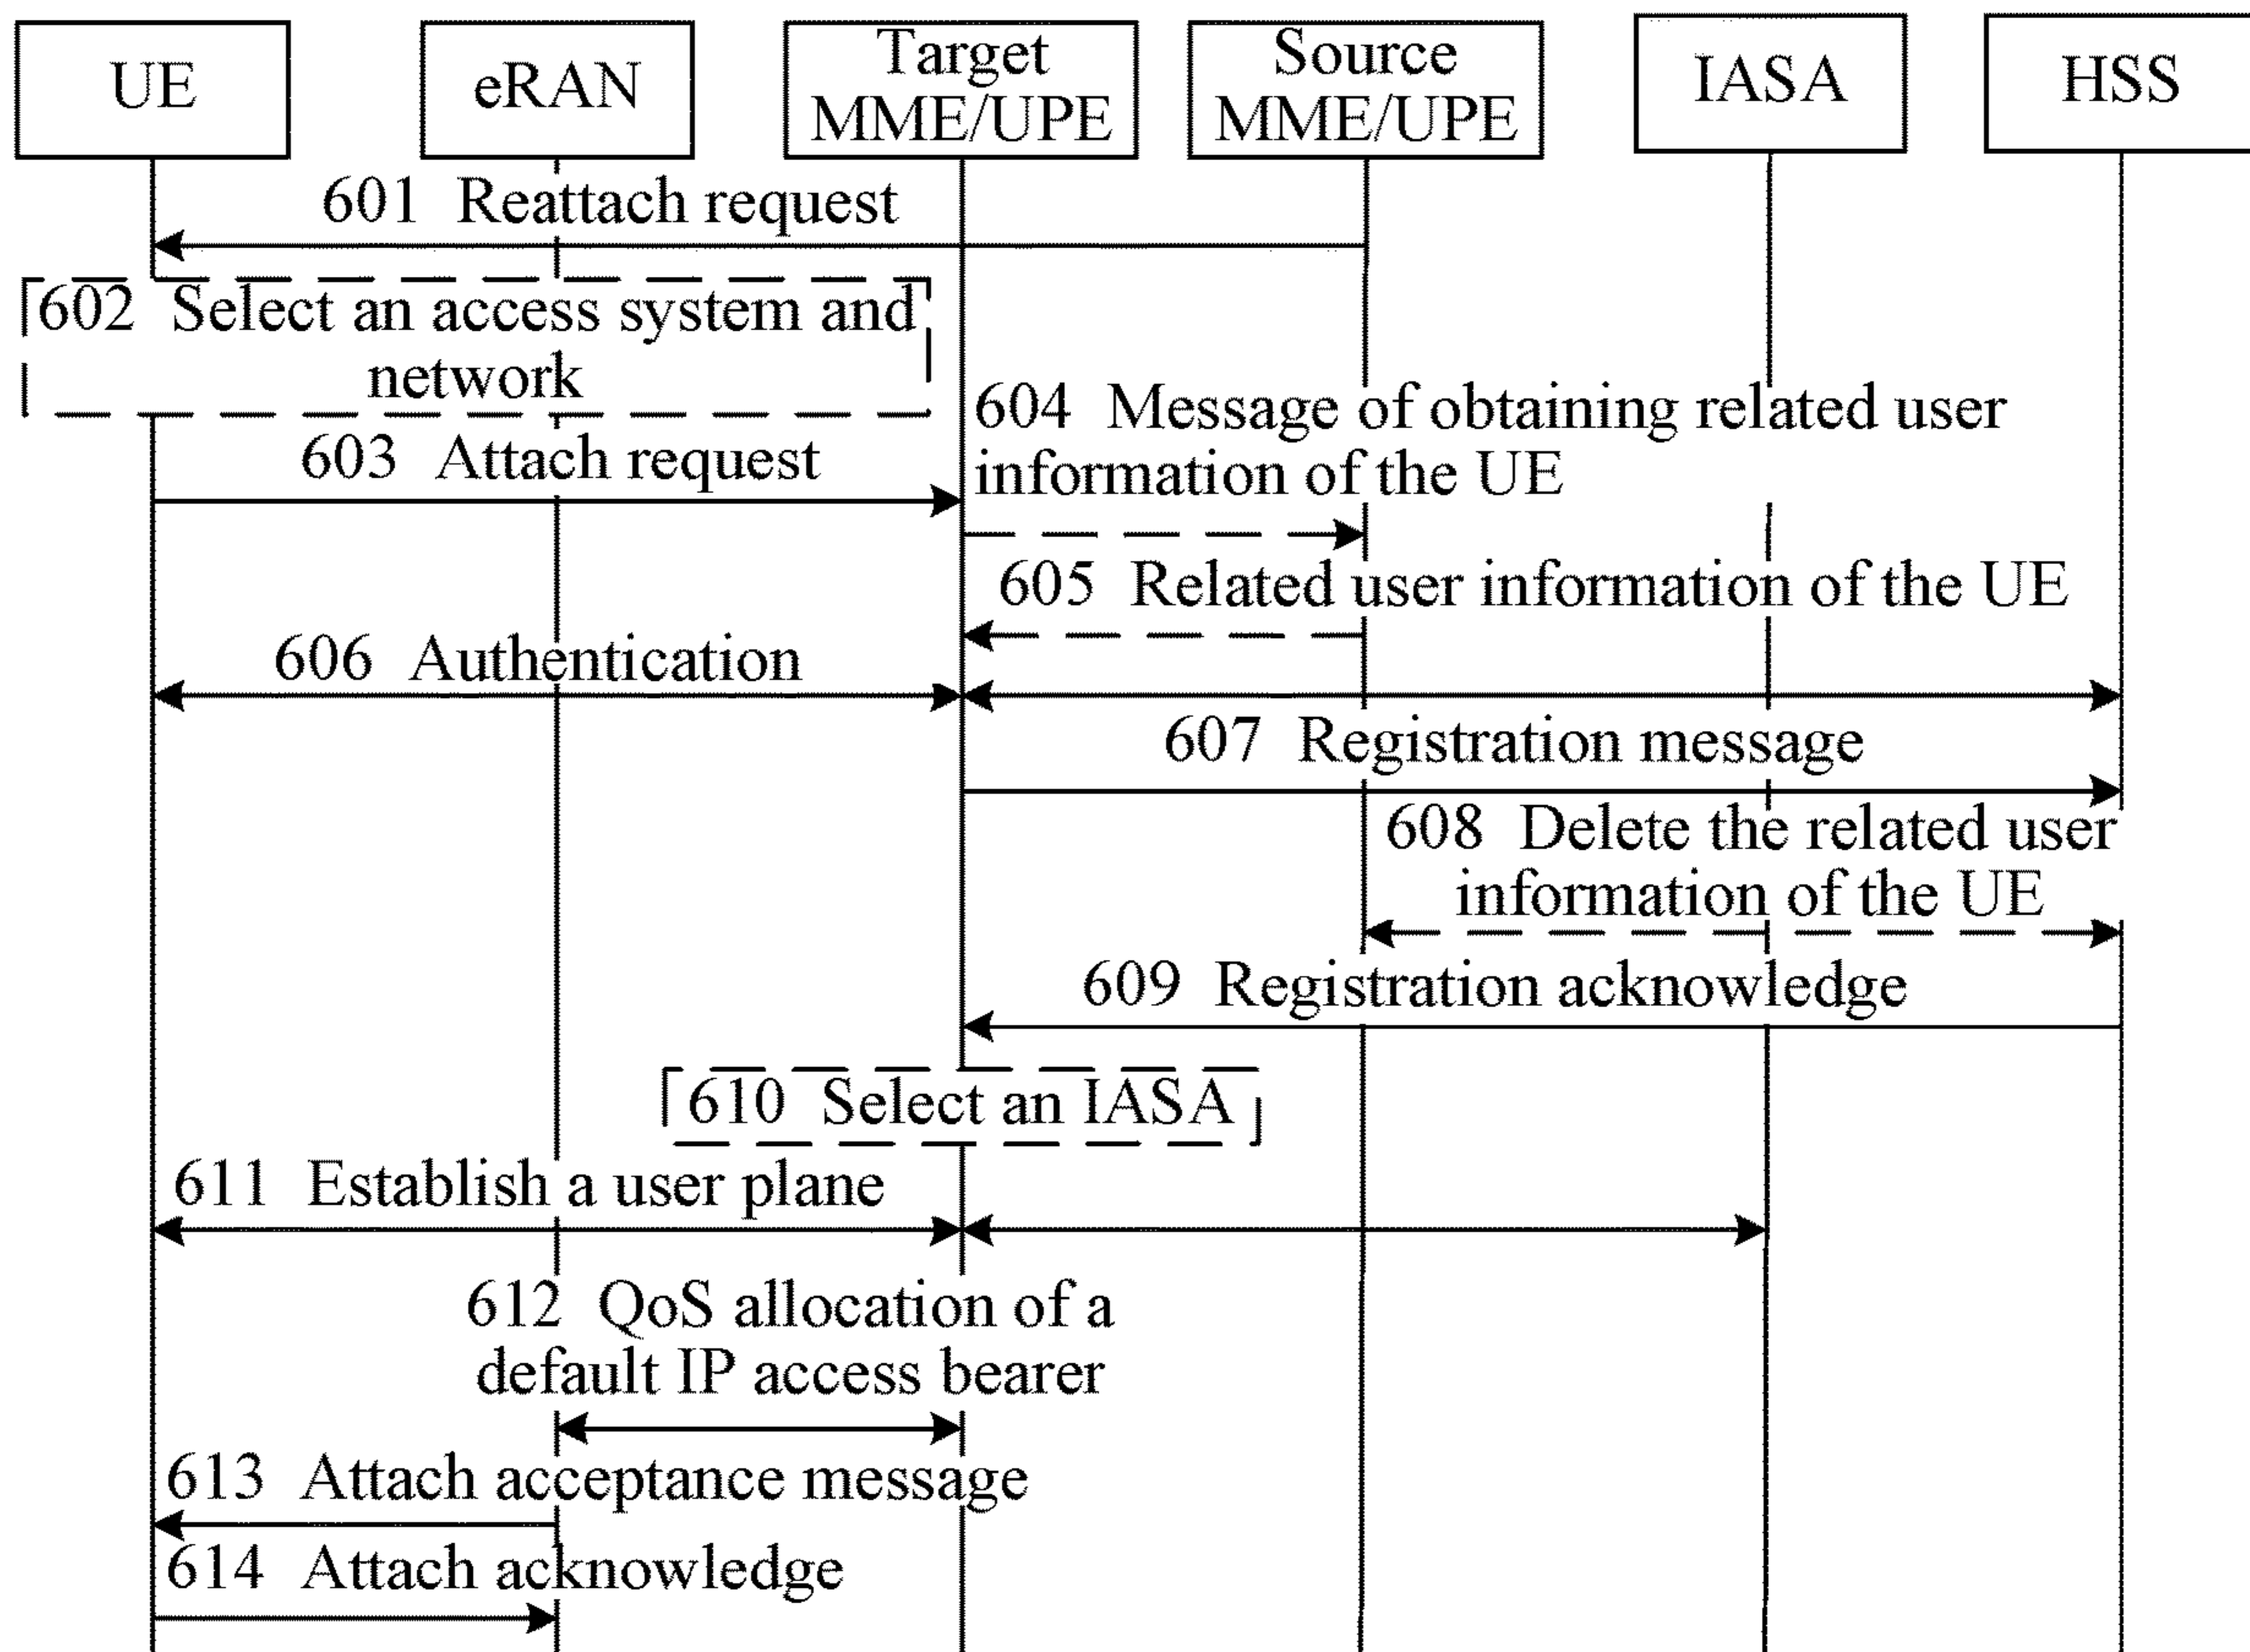 UE
eRAN
Target
MME/UPE
Source
MME/UPE
IASA
HSS
601 Reattach request
602 Select an access system and
network
603 Attach request
604 Message of obtaining related user
information of the UE
605 Related user information of the UE
606 Authentication
607 Registration message
608 Delete the related user
information of the UE
609 Registration acknowledge
610 Select an IASA
611 Establish a user plane
612 QoS allocation of a
default IP access bearer
613 Attach acceptance message
614 Attach acknowledge